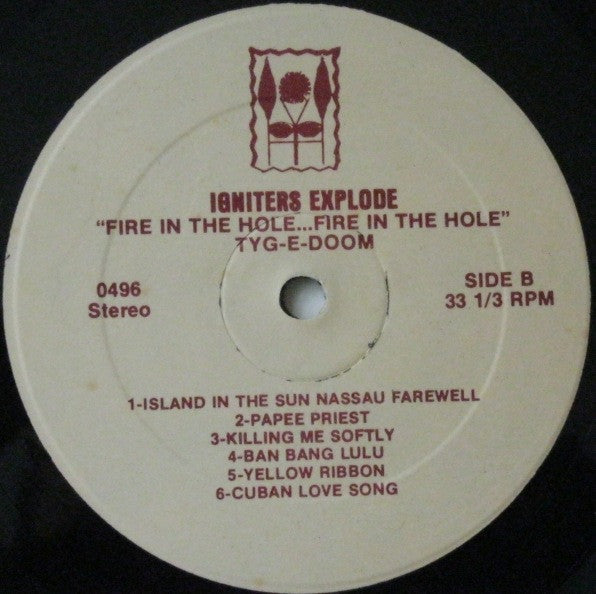 IGNITERS EXPLODE
"FIRE IN THE HOLE...FIRE IN THE HOLE"
TYG-E-DOOM
0496
Stereo
SIDE B
33 1/3 RPM
1-ISLAND IN THE SUN NASSAU FAREWELL
2-PAPEE PRIEST
3-KILLING ME SOFTLY
4-BAN BANG LULU
5-YELLOW RIBBON
6-CUBAN LOVE SONG